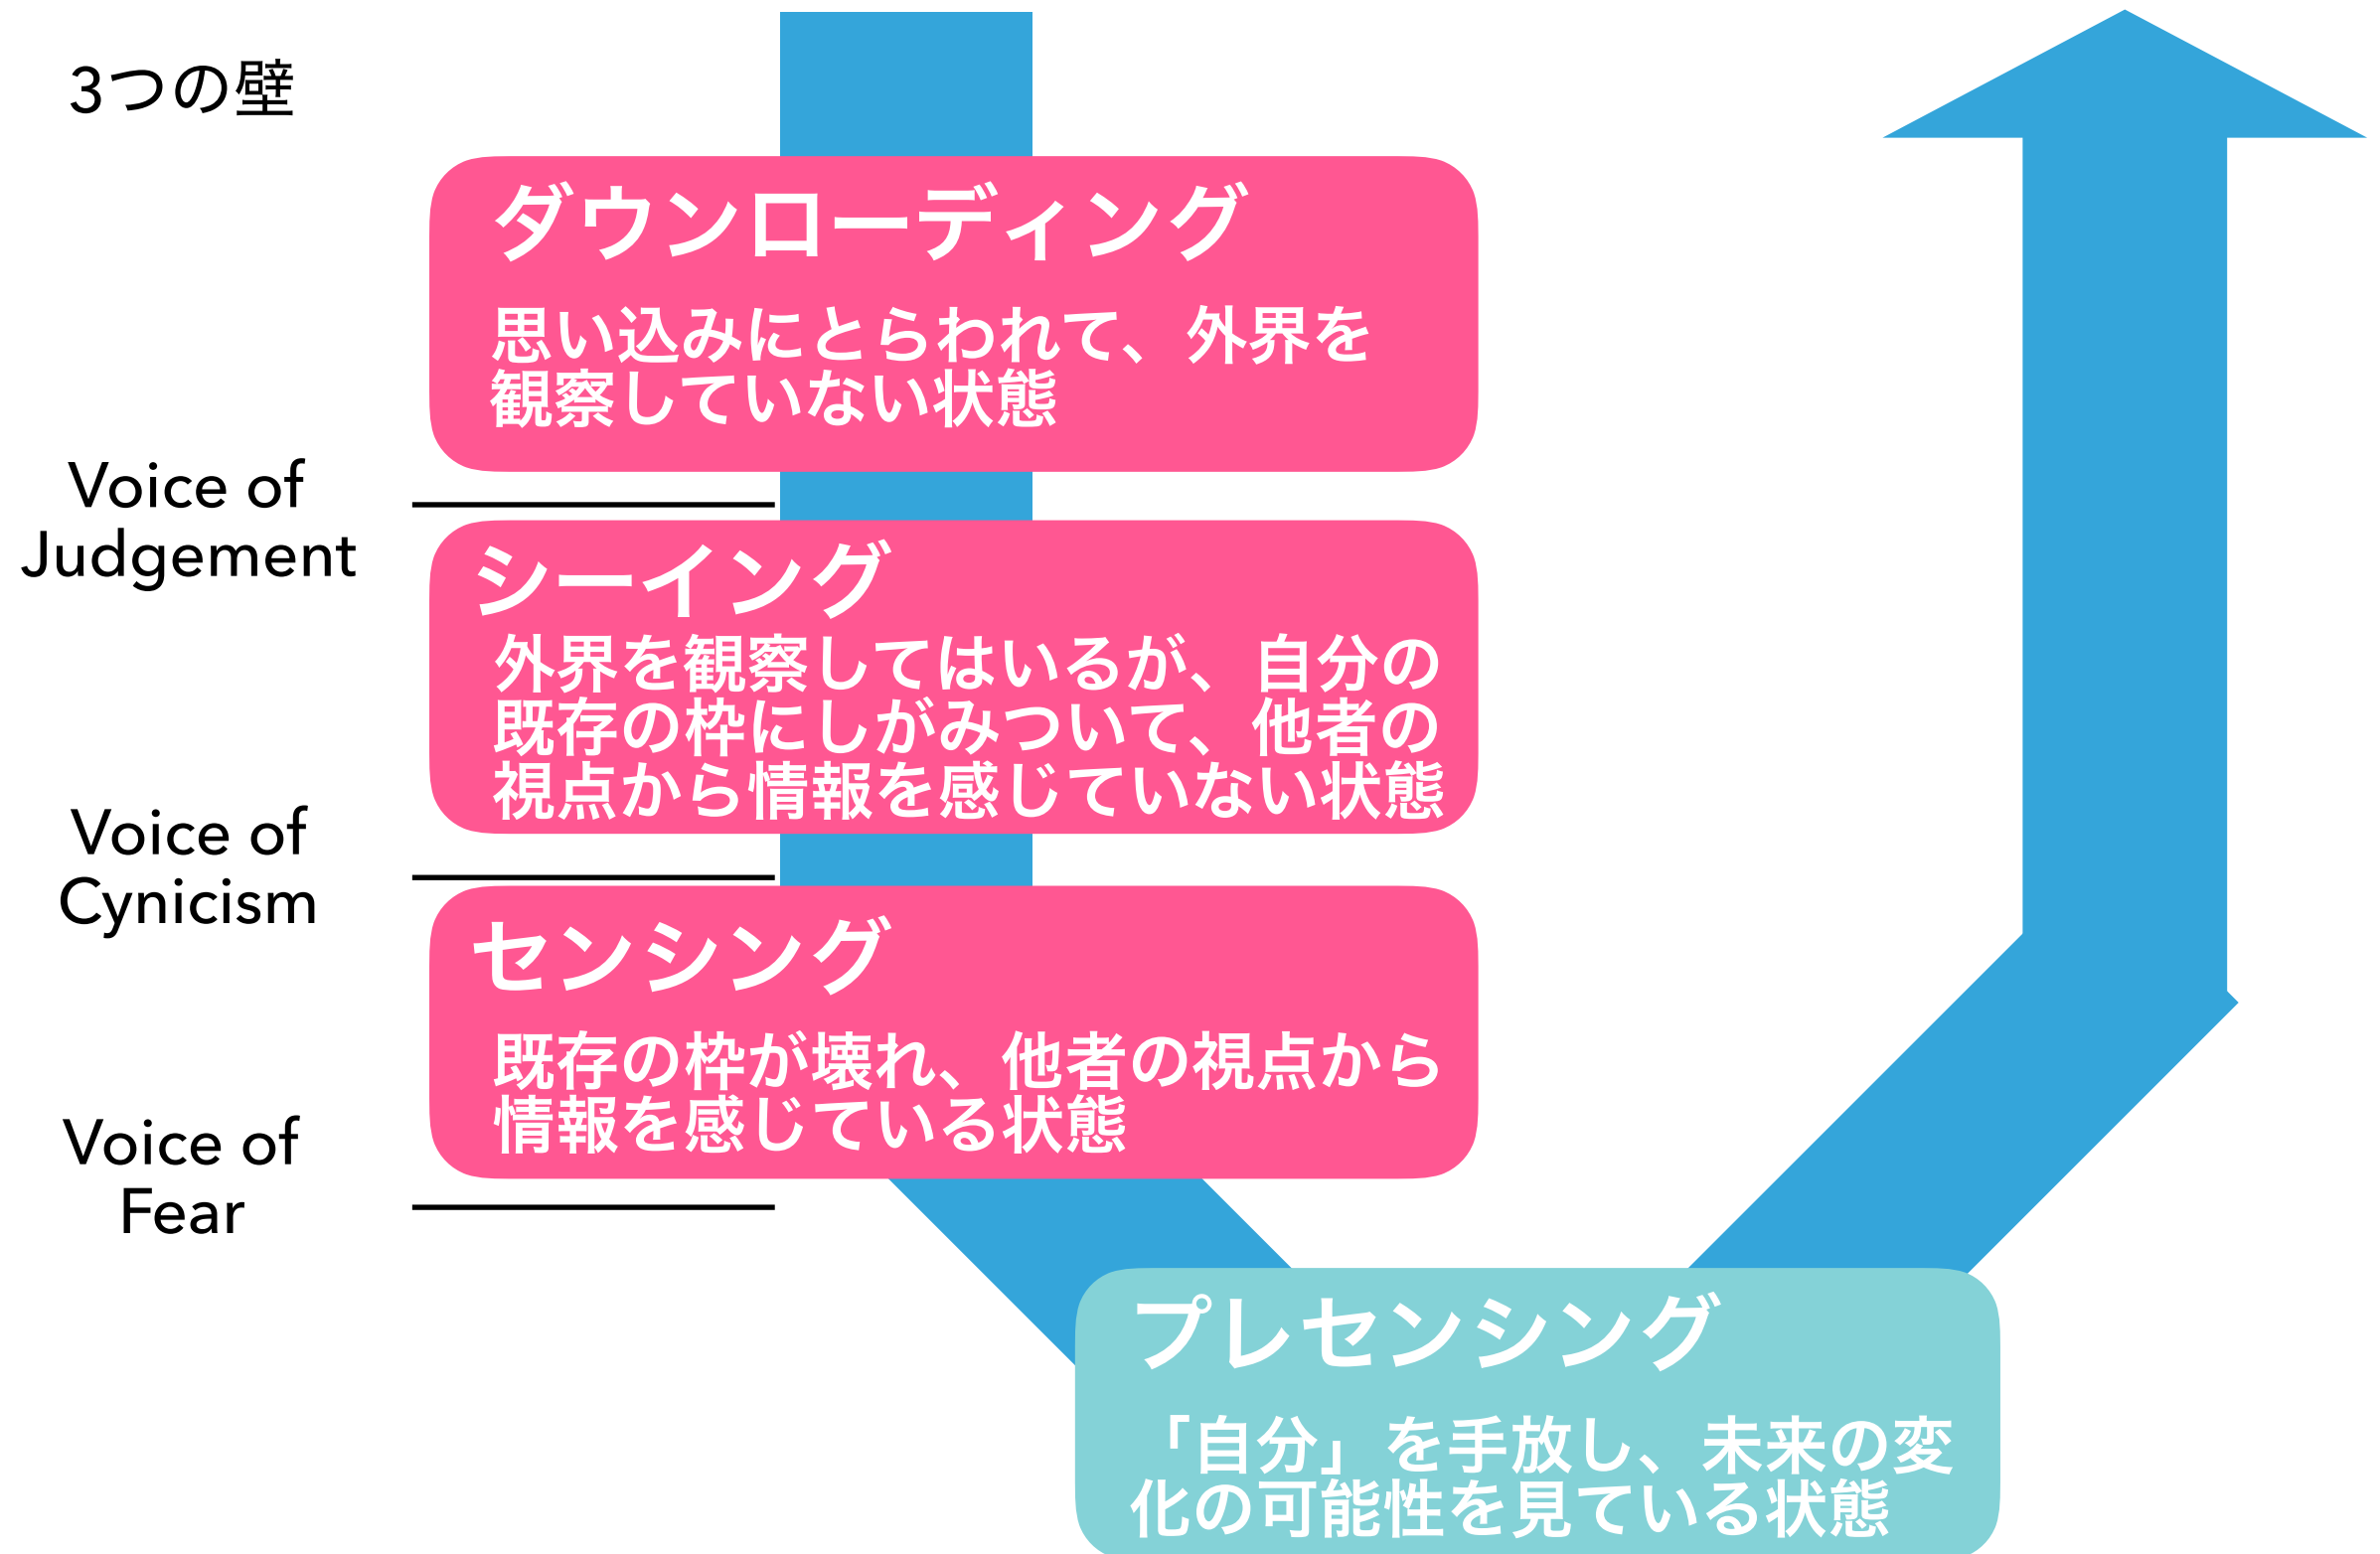 3つの壁
ダウンローディング
思い込みにとらわれて、外界を
観察していない状態
Voice of
Judgement
シーイング
外界を観察してはいるが、自分の
既存の枠にしがみついて、他者の
視点から情報を感じていない状態
Voice of
Cynicism
センシング
既存の枠が壊れ、他者の視点から
情報を感じている状態
Voice of
Fear
プレセンシング
「自分」を手放し、未来の変
化の可能性を見ている状態